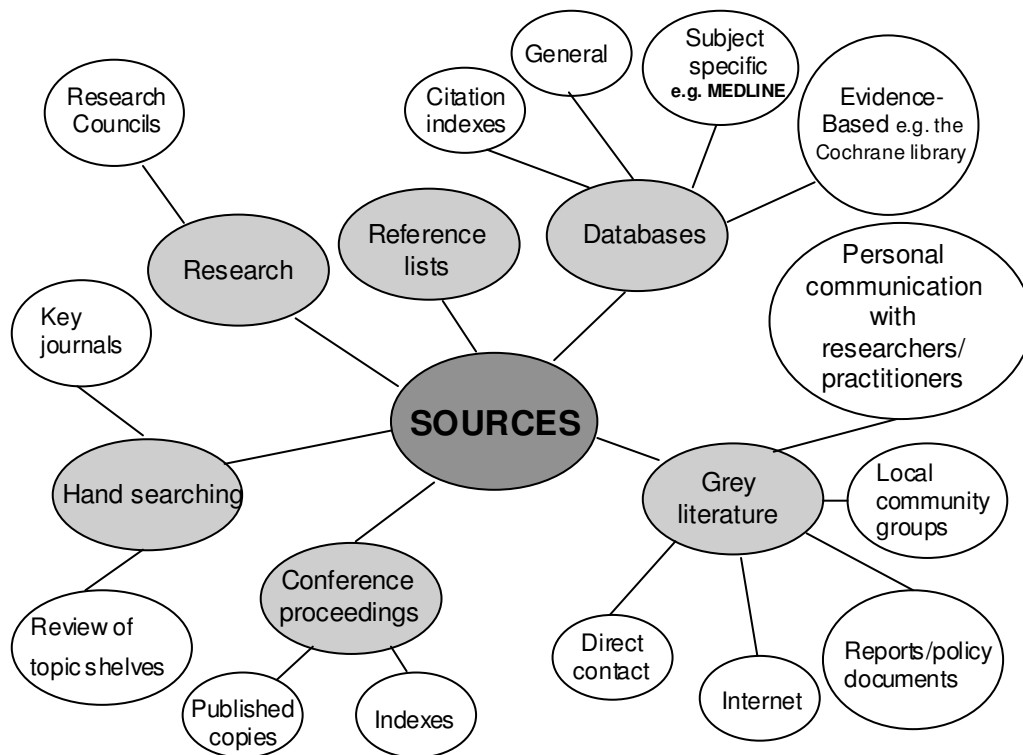 Research
Councils
General
Citation
indexes
Subject
specific
e.g. MEDLINE
Evidence-
Based e.g. the
Cochrane library
Research
Reference
lists
Databases
Personal
communication
with
researchers/
practitioners
Key
journals
SOURCES
Hand searching
Grey
literature
Local
community
groups
Conference
proceedings
Review of
topic shelves
Direct
contact
Reports/policy
documents
Published
copies
Indexes
Internet